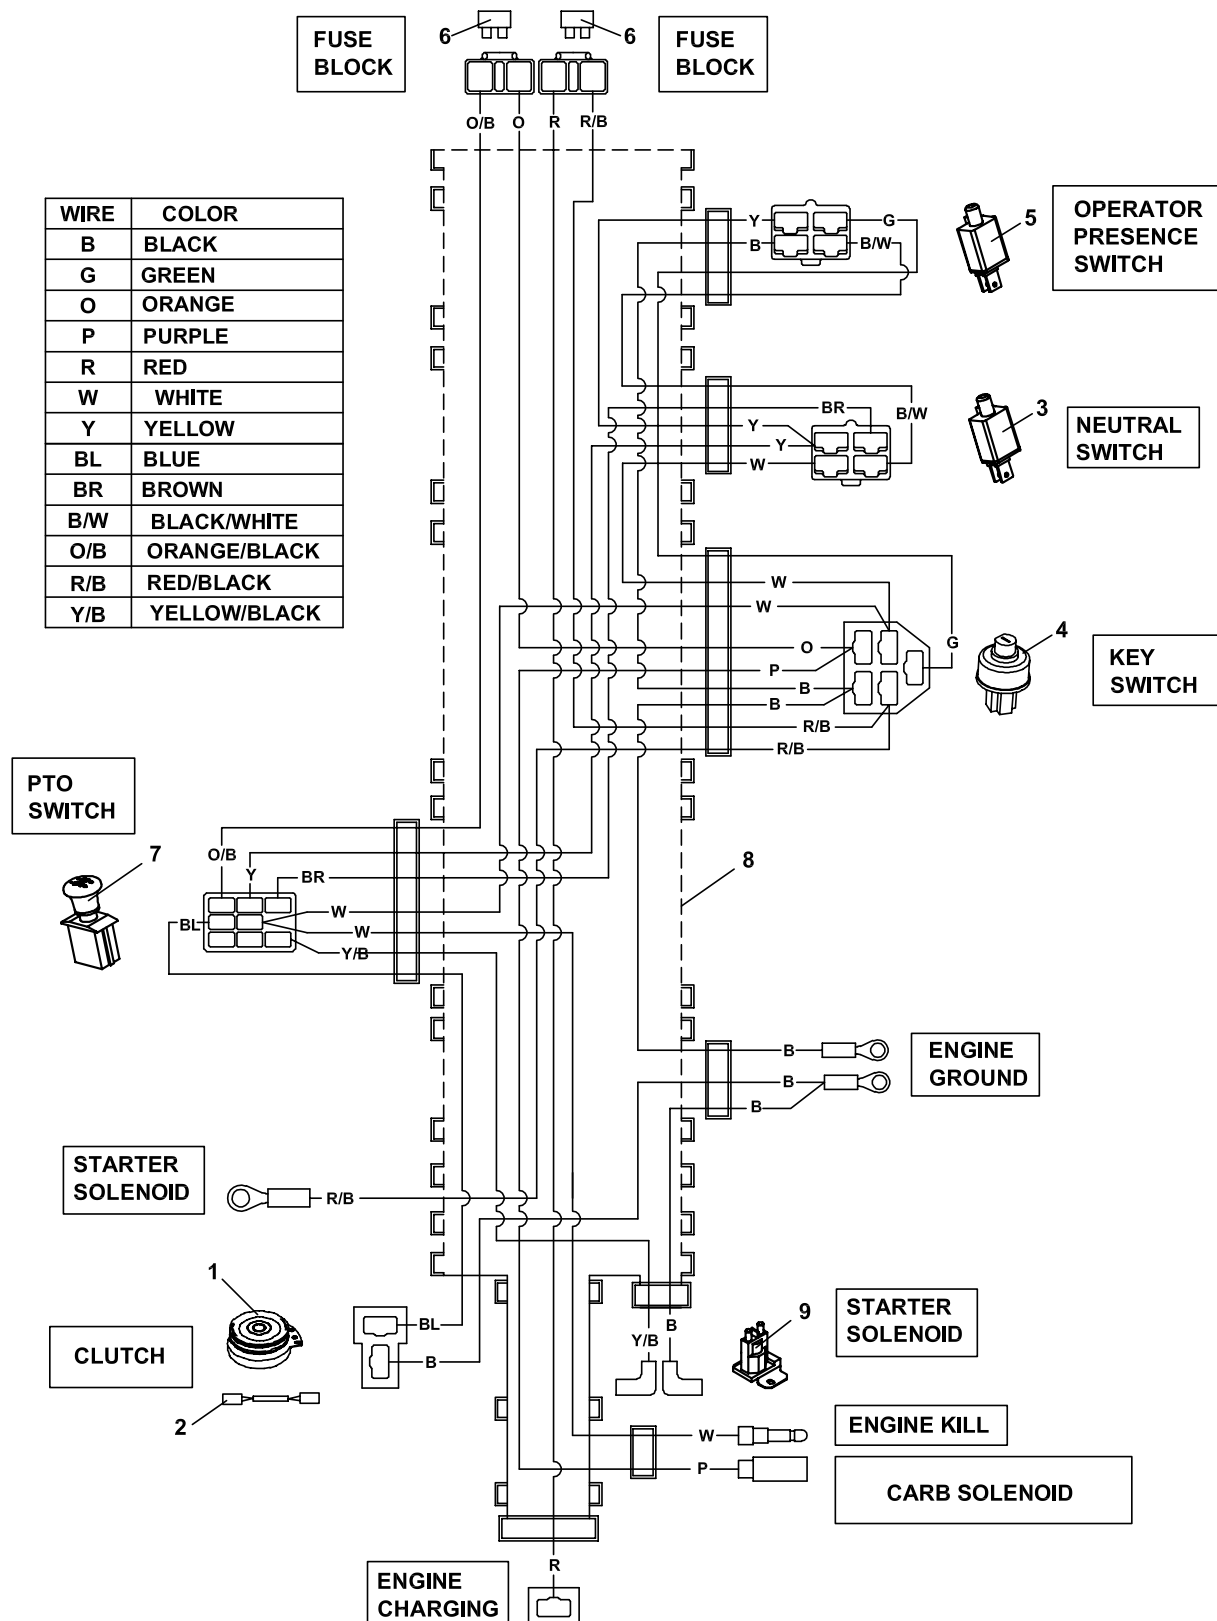 FUSE
BLOCK
6
6
FUSE
BLOCK
O/B
O
R
R/B
WIRE COLOR
B BLACK
G GREEN
O ORANGE
P PURPLE
R RED
W WHITE
Y YELLOW
BL BLUE
BR BROWN
B/W BLACK/WHITE
O/B ORANGE/BLACK
R/B RED/BLACK
Y/B YELLOW/BLACK
Y
G
B
B/W
5
OPERATOR
PRESENCE
SWITCH
BR
B/W
Y
Y
W
3
NEUTRAL
SWITCH
W
W
O
G
P
B
B
R/B
R/B
4
KEY
SWITCH
PTO
SWITCH
7
O/B
Y
BR
W
BL
W
Y/B
8
B
B
B
ENGINE
GROUND
STARTER
SOLENOID
R/B
1
CLUTCH
2
BL
B
Y/B
B
9
STARTER
SOLENOID
W
ENGINE KILL
P
CARB SOLENOID
R
ENGINE
CHARGING